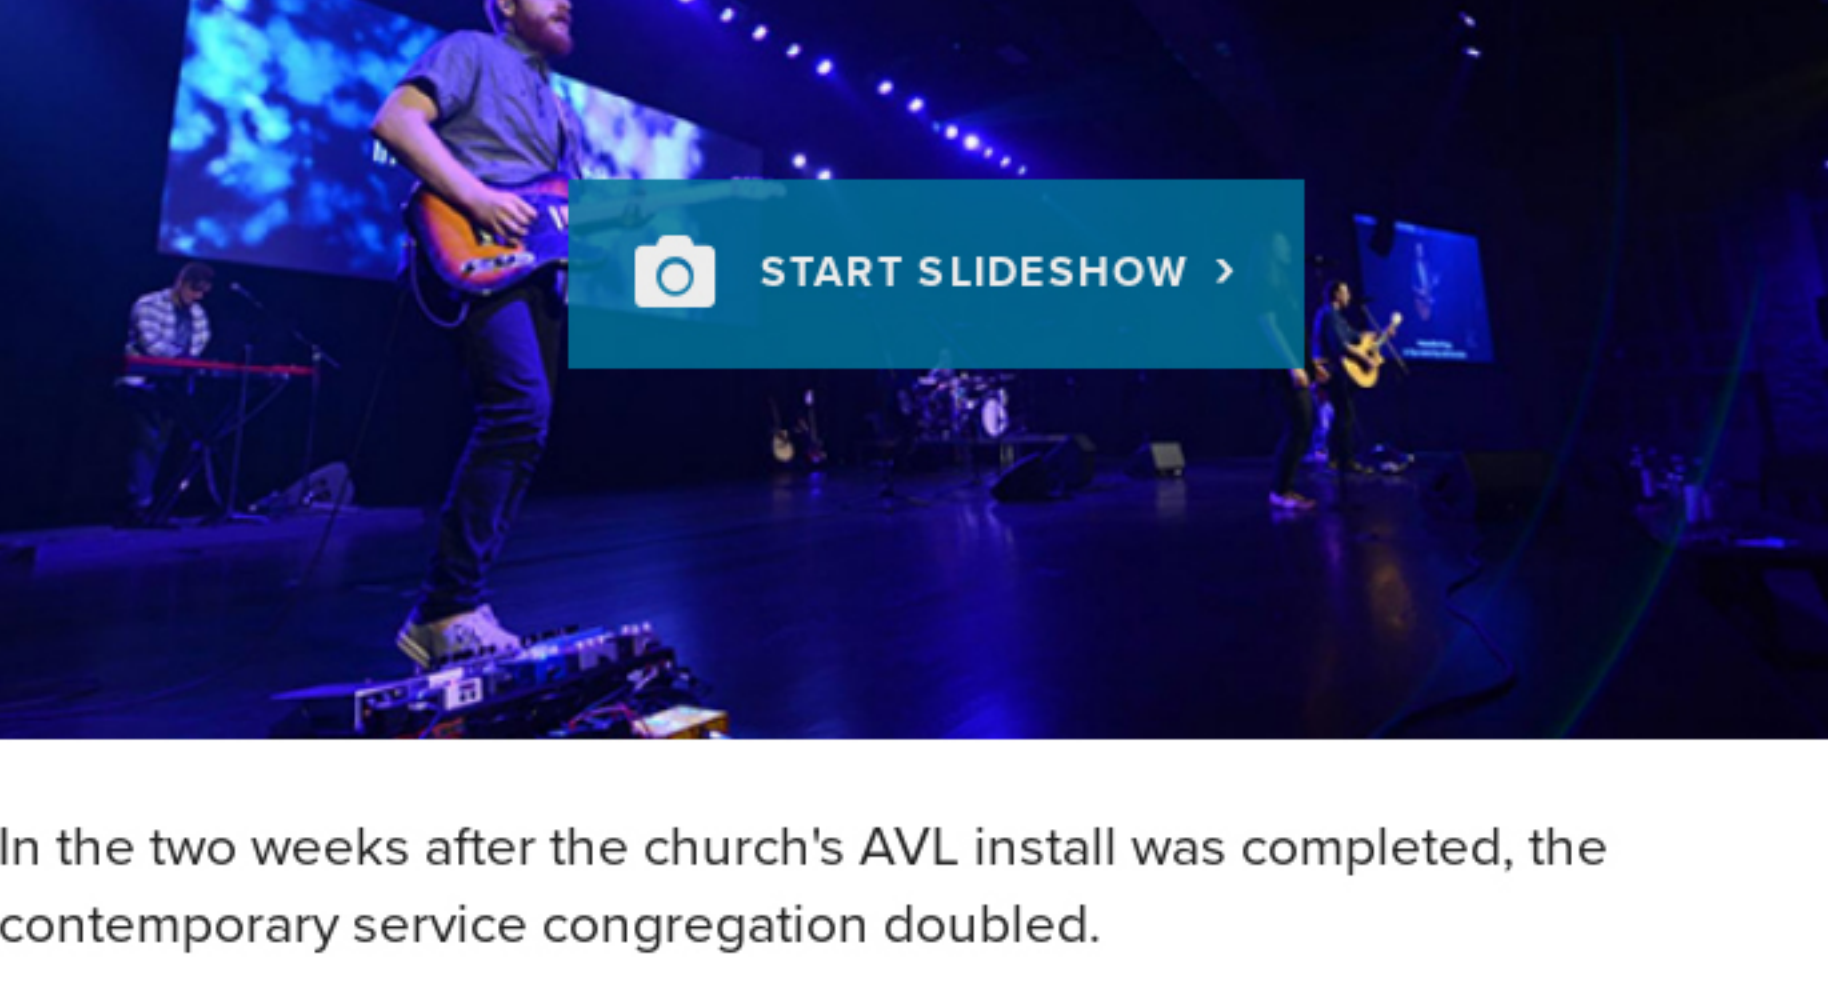 START SLIDESHOW >
In the two weeks after the church's AVL install was completed, the
contemporary service congregation doubled.